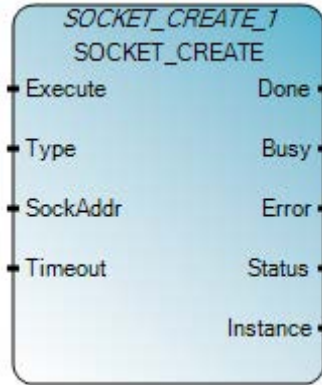 SOCKET_CREATE_1
SOCKET_CREATE
Execute Done
Type Busy
SockAddr Error
Timeout Status
Instance